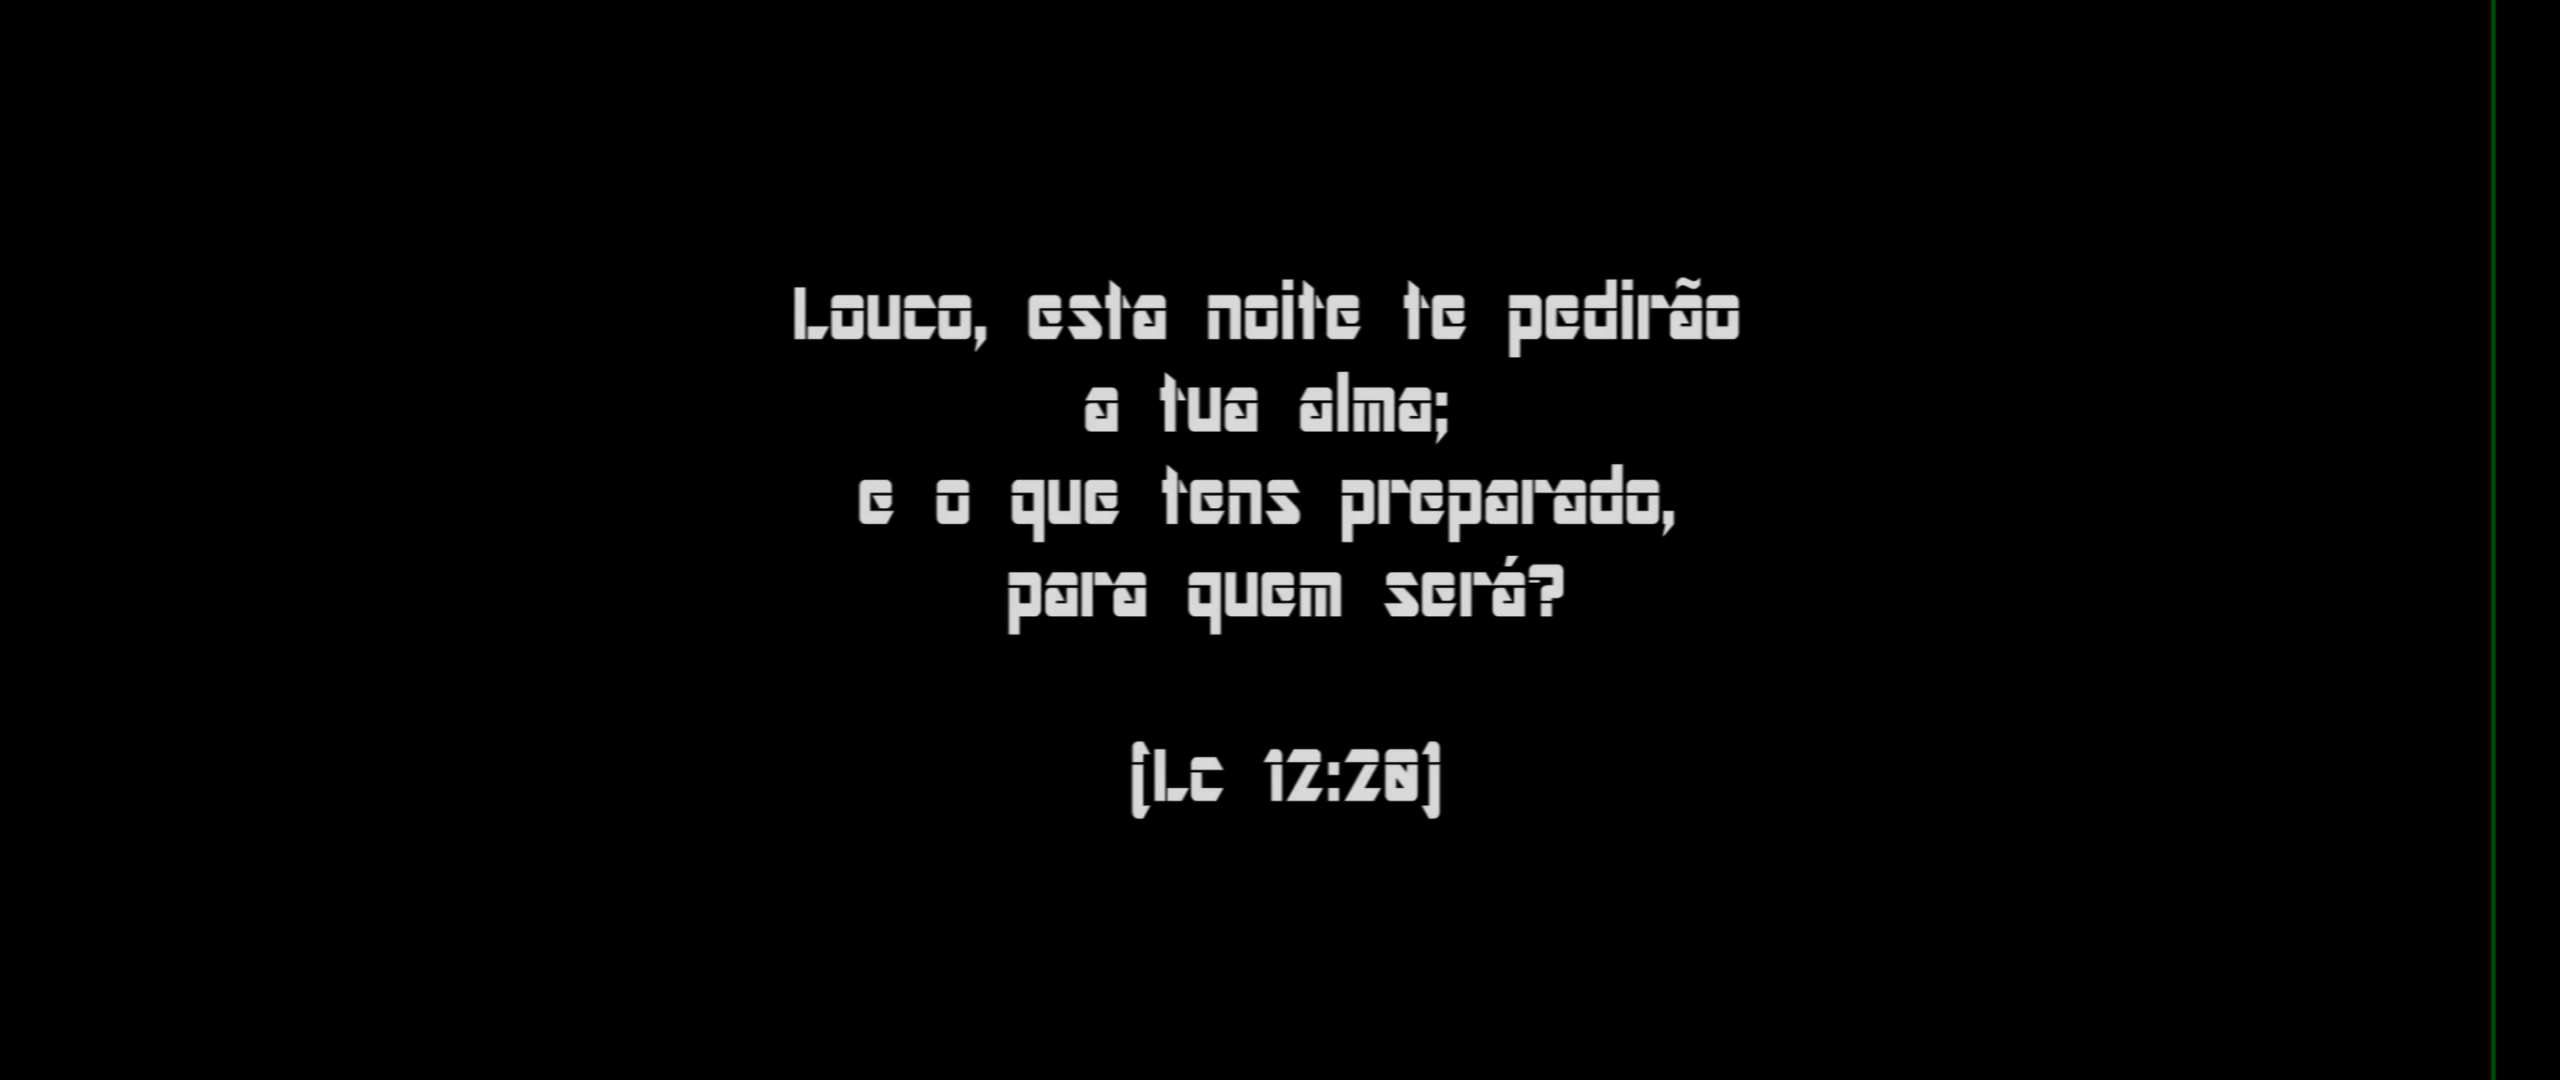 Louco, esta noite te pedirão
a tua alma;
e o que tens preparado,
para quem será?
(Lc 12:20)